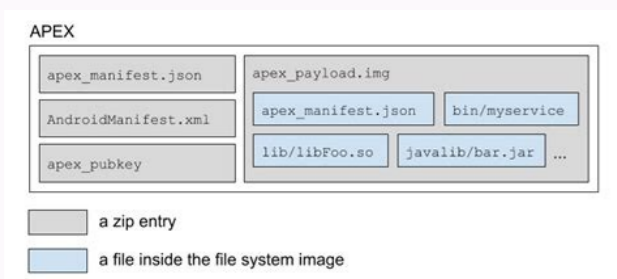 APEX
apex_manifest.json
AndroidManifest.xml
apex_pubkey
apex_payload.img
apex_manifest.json
bin/myservice
lib/libFoo.so
javalib/bar.jar
...
a zip entry
a file inside the file system image